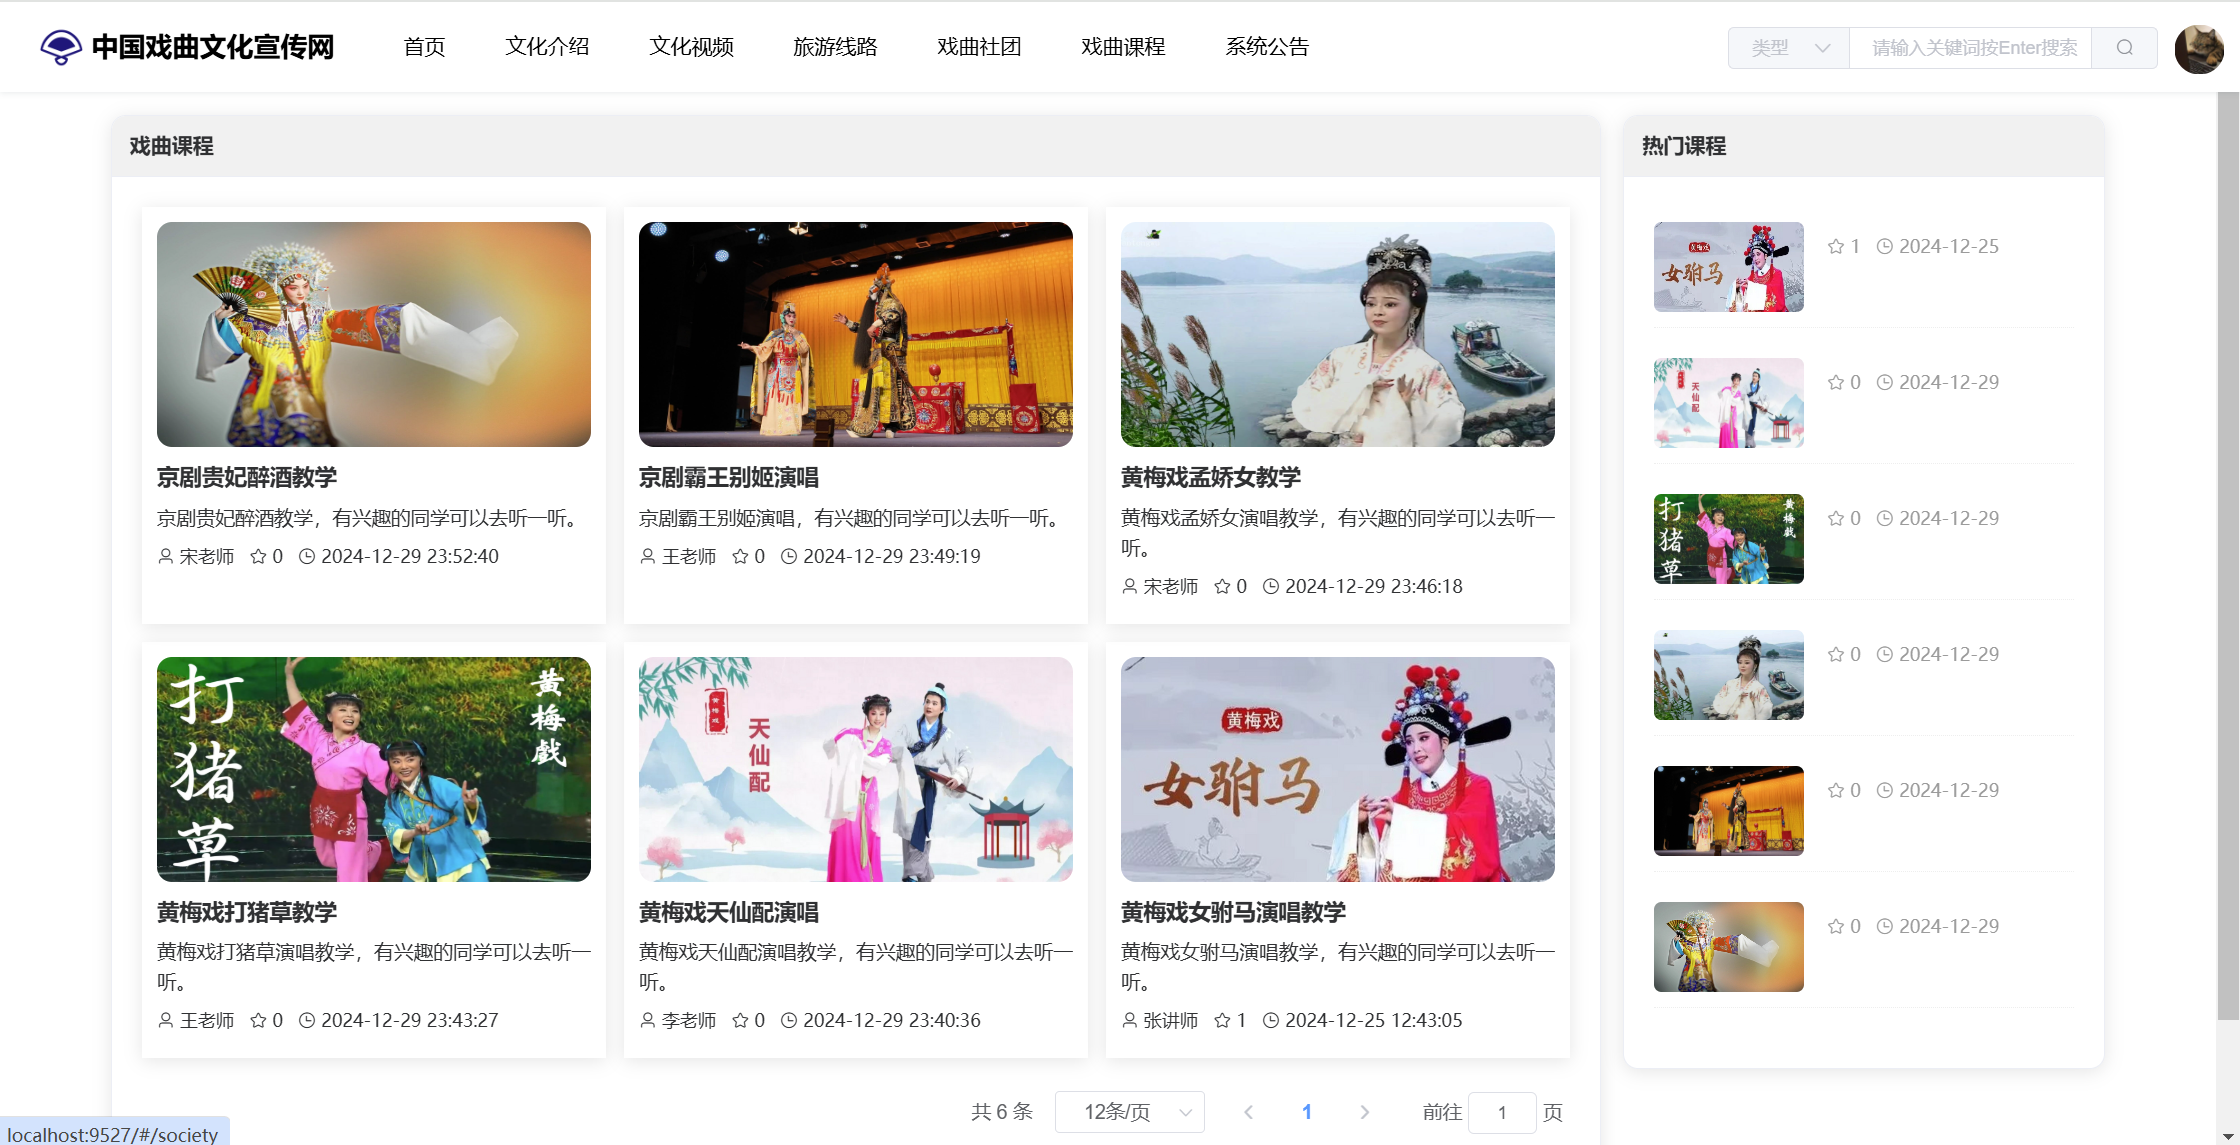 中国戏曲文化宣传网
首页
文化介绍
文化视频
旅游线路
戏曲社团
戏曲课程
系统公告
类型
请输入关键词按Enter搜索
戏曲课程
京剧贵妃醉酒教学
京剧贵妃醉酒教学，有兴趣的同学可以去听一听。
宋老师 0 2024-12-29 23:52:40
京剧霸王别姬演唱
京剧霸王别姬演唱，有兴趣的同学可以去听一听。
王老师 0 2024-12-29 23:49:19
黄梅戏孟娇女教学
黄梅戏孟娇女演唱教学，有兴趣的同学可以去听一
听。
宋老师 0 2024-12-29 23:46:18
打猪草
黄梅戲
黄梅戏打猪草教学
黄梅戏打猪草演唱教学，有兴趣的同学可以去听一
听。
王老师 0 2024-12-29 23:43:27
黄梅戏
天仙配
黄梅戏天仙配演唱
黄梅戏天仙配演唱教学，有兴趣的同学可以去听一
听。
李老师 0 2024-12-29 23:40:36
黄梅戏
女驸马
黄梅戏女驸马演唱教学
黄梅戏女驸马演唱教学，有兴趣的同学可以去听一
听。
张讲师 1 2024-12-25 12:43:05
共 6 条
12条/页
1
前往 1 页
热门课程
黄梅戏
女驸马
1 2024-12-25
天仙配
0 2024-12-29
打猪草
黄梅戲
0 2024-12-29
0 2024-12-29
0 2024-12-29
0 2024-12-29
localhost:9527/#/society